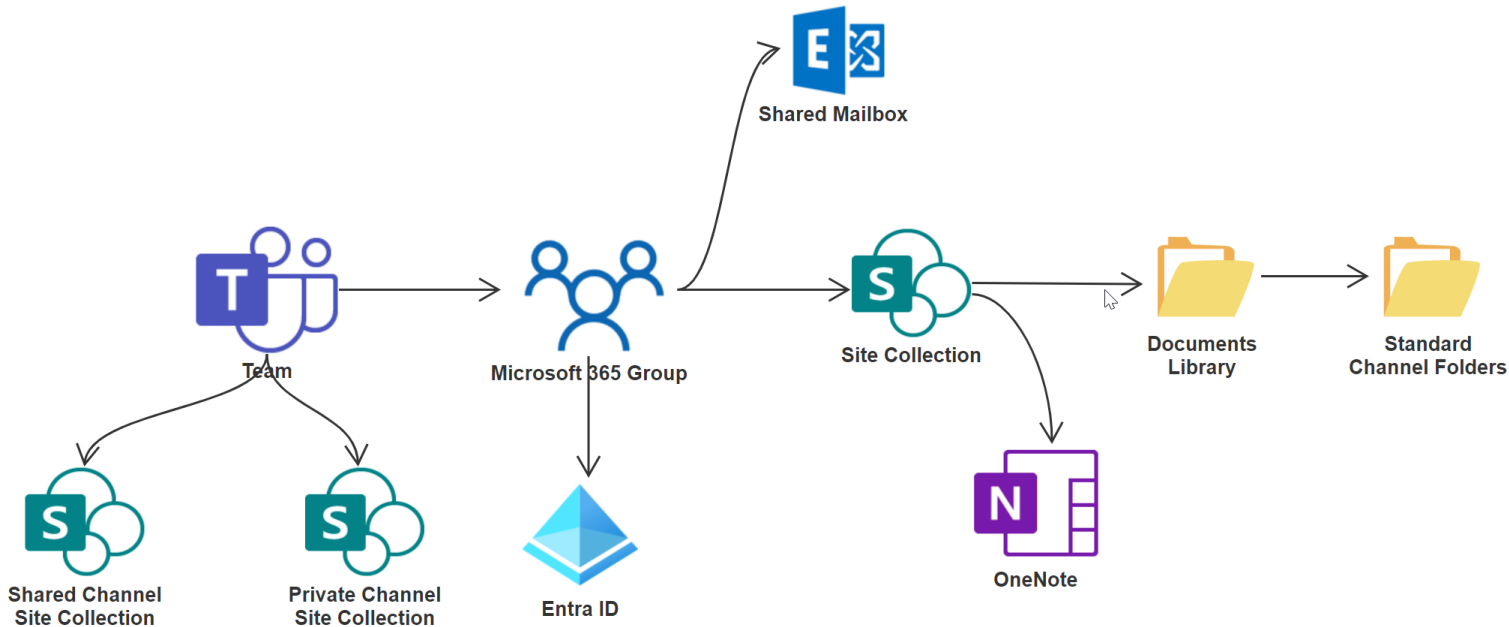 E
Shared Mailbox
T
Team
Microsoft 365 Group
S
Site Collection
Documents
Library
Standard
Channel Folders
S
Shared Channel
Site Collection
S
Private Channel
Site Collection
Entra ID
N
OneNote